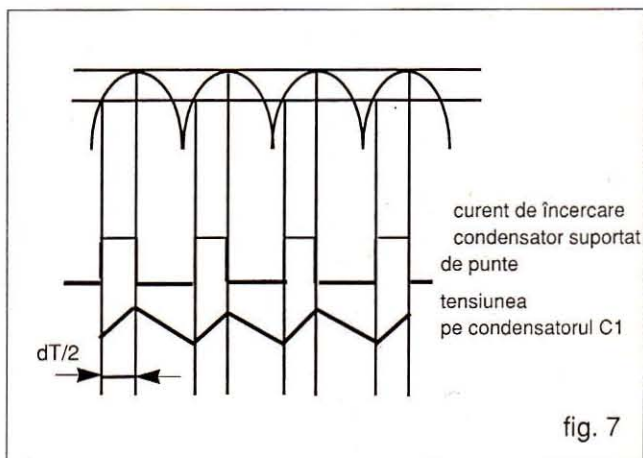 curent de încercare
condensator suportat
de punte
tensiunea
pe condensatorul C1
dT/2
fig. 7